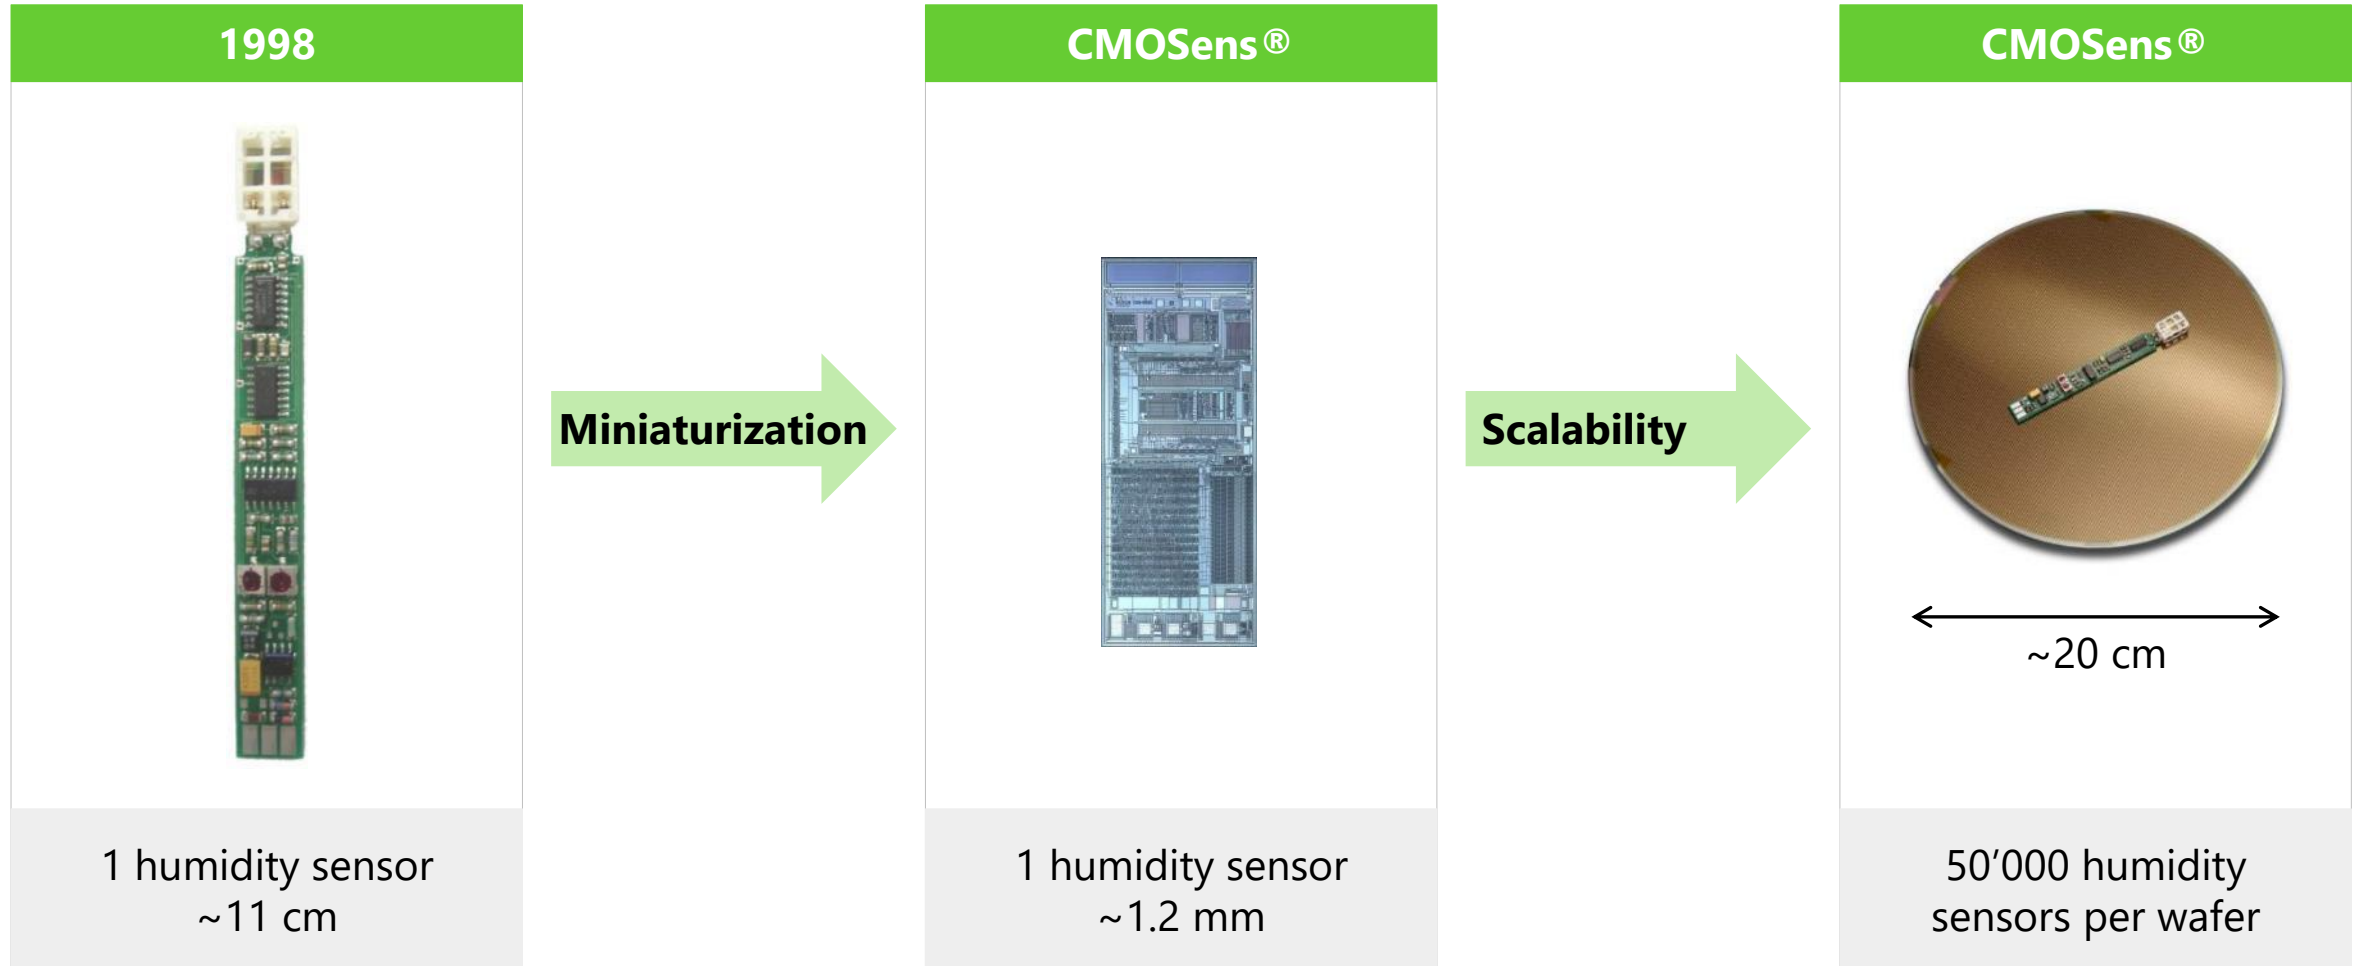 1998
CMOSens®
CMOSens®
Miniaturization
Scalability
~20 cm
1 humidity sensor
~11 cm
1 humidity sensor
~1.2 mm
50’000 humidity
sensors per wafer